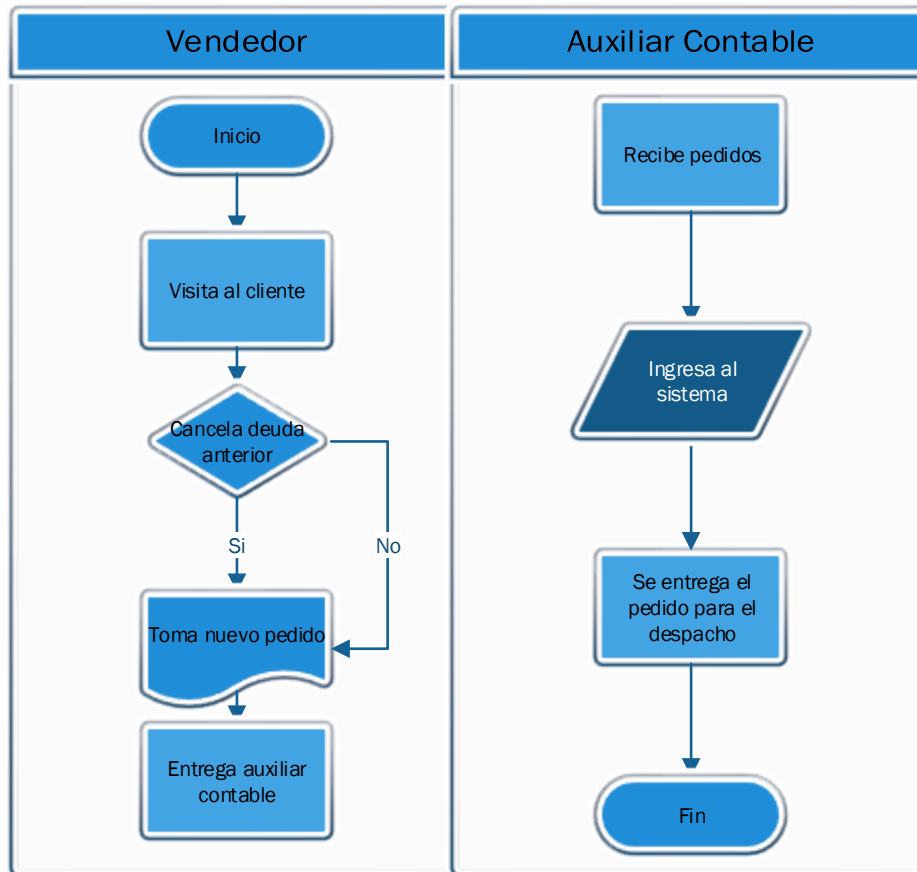 Vendedor
Inicio
Visita al cliente
Cancela deuda
anterior
Si
No
Toma nuevo pedido
Entrega auxiliar
contable
Auxiliar Contable
Recibe pedidos
Ingresa al
sistema
Se entrega el
pedido para el
despacho
Fin